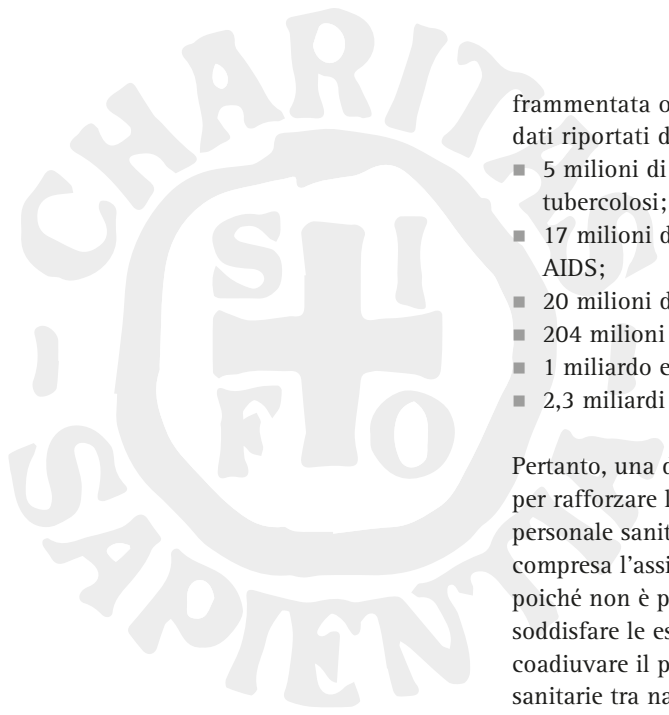 CHARITAS
SAPIENTIA
S I
F O
frammentata o
dati riportati d
5 milioni di
tubercolosi;
17 milioni d
AIDS;
20 milioni d
204 milioni
1 miliardo e
2,3 miliardi
Pertanto, una d
per rafforzare l
personale sanit
compresa l'assi
poiché non è p
soddisfare le es
coadiuvare il p
sanitarie tra na